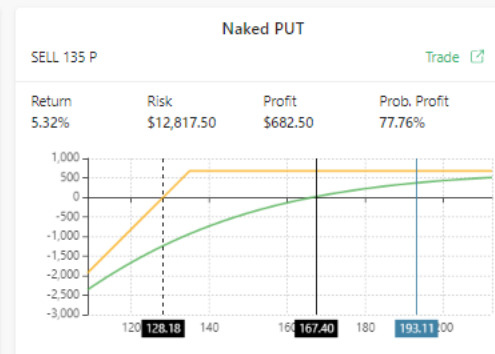 Naked PUT
SELL 135 P Trade
Return Risk Profit Prob. Profit
5.32% $12,817.50 $682.50 77.76%
1,000
500
0
-500
-1,000
-1,500
-2,000
-2,500
-3,000
120 128.18 140 16 167.40 180 193.11 00